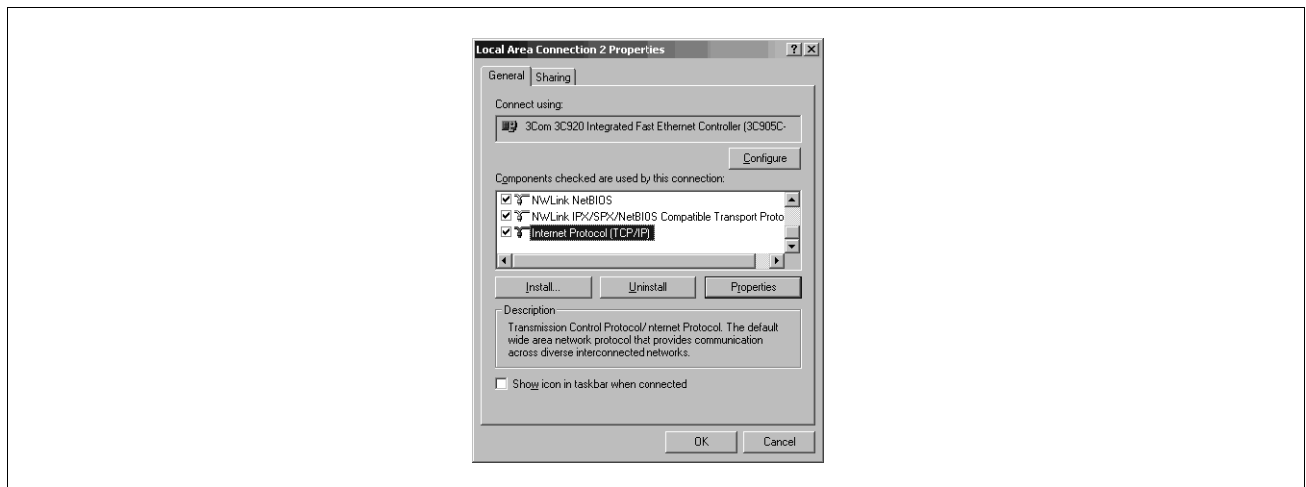 Local Area Connection 2 Properties
General Sharing
Connect using:
3Com 3C920 Integrated Fast Ethernet Controller (3C905C-
Configure
Components checked are used by this connection:
NWLink NetBIOS
NWLink IPX/SPX/NetBIOS Compatible Transport Proto
Internet Protocol (TCP/IP)
Install... Uninstall Properties
Description
Transmission Control Protocol/nternet Protocol. The default
wide area network protocol that provides communication
across diverse interconnected networks.
Show icon in taskbar when connected
OK Cancel